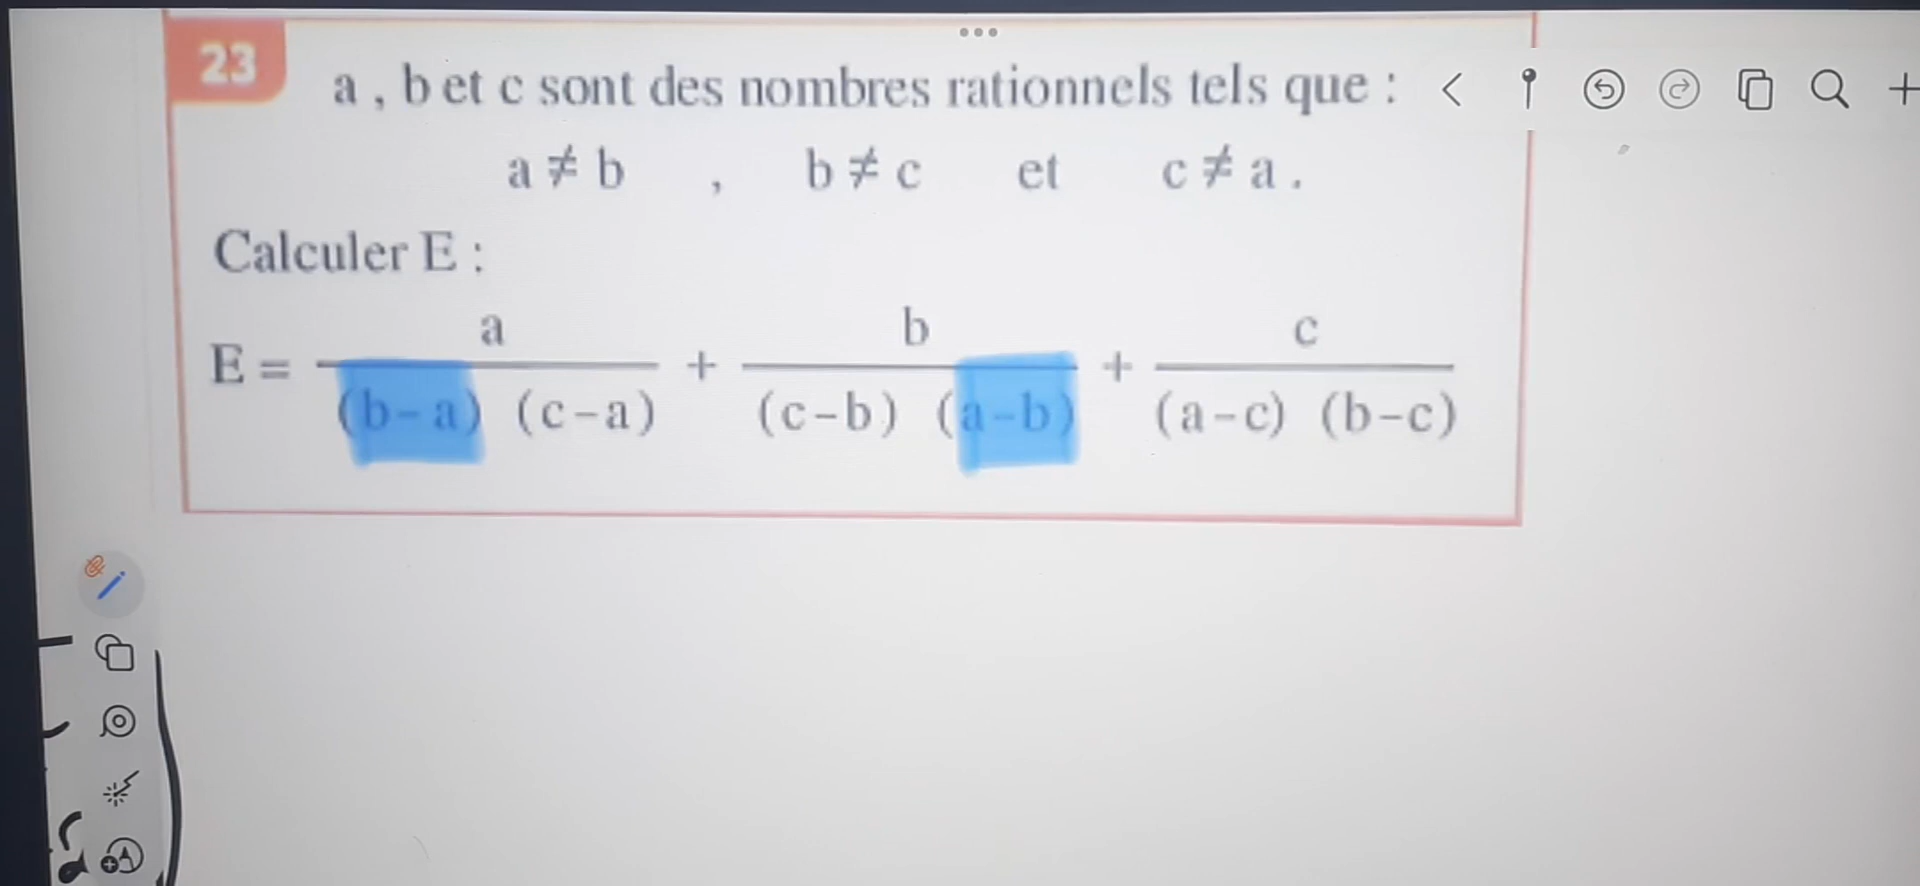 23
a , b et c sont des nombres rationnels tels que :
a ≠ b , b ≠ c et c ≠ a .
Calculer E :
E = a/((b-a) (c-a)) + b/((c-b) (a-b)) + c/((a-c) (b-c))